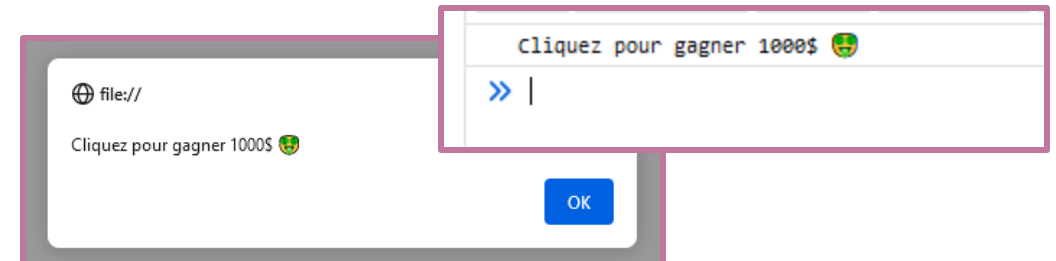 file://
Cliquez pour gagner 1000$ 🤑
OK
Cliquez pour gagner 1000$ 🤑
»